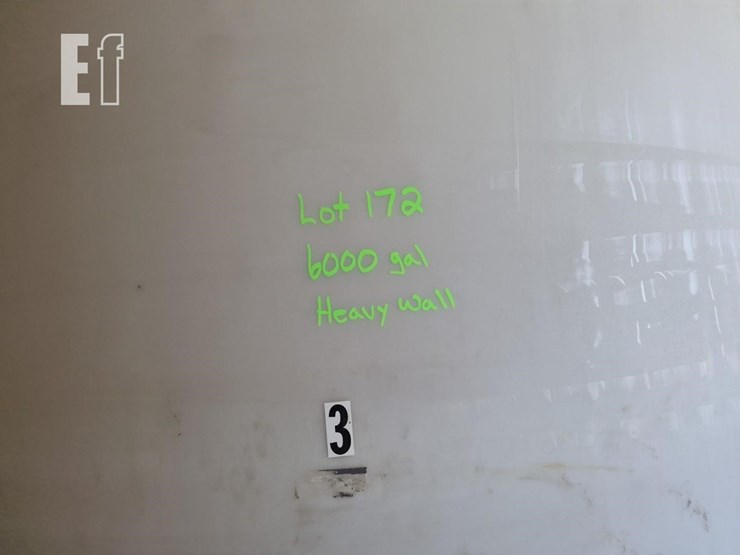 Ef
Lot 172
6000 gal
Heavy Wall
3